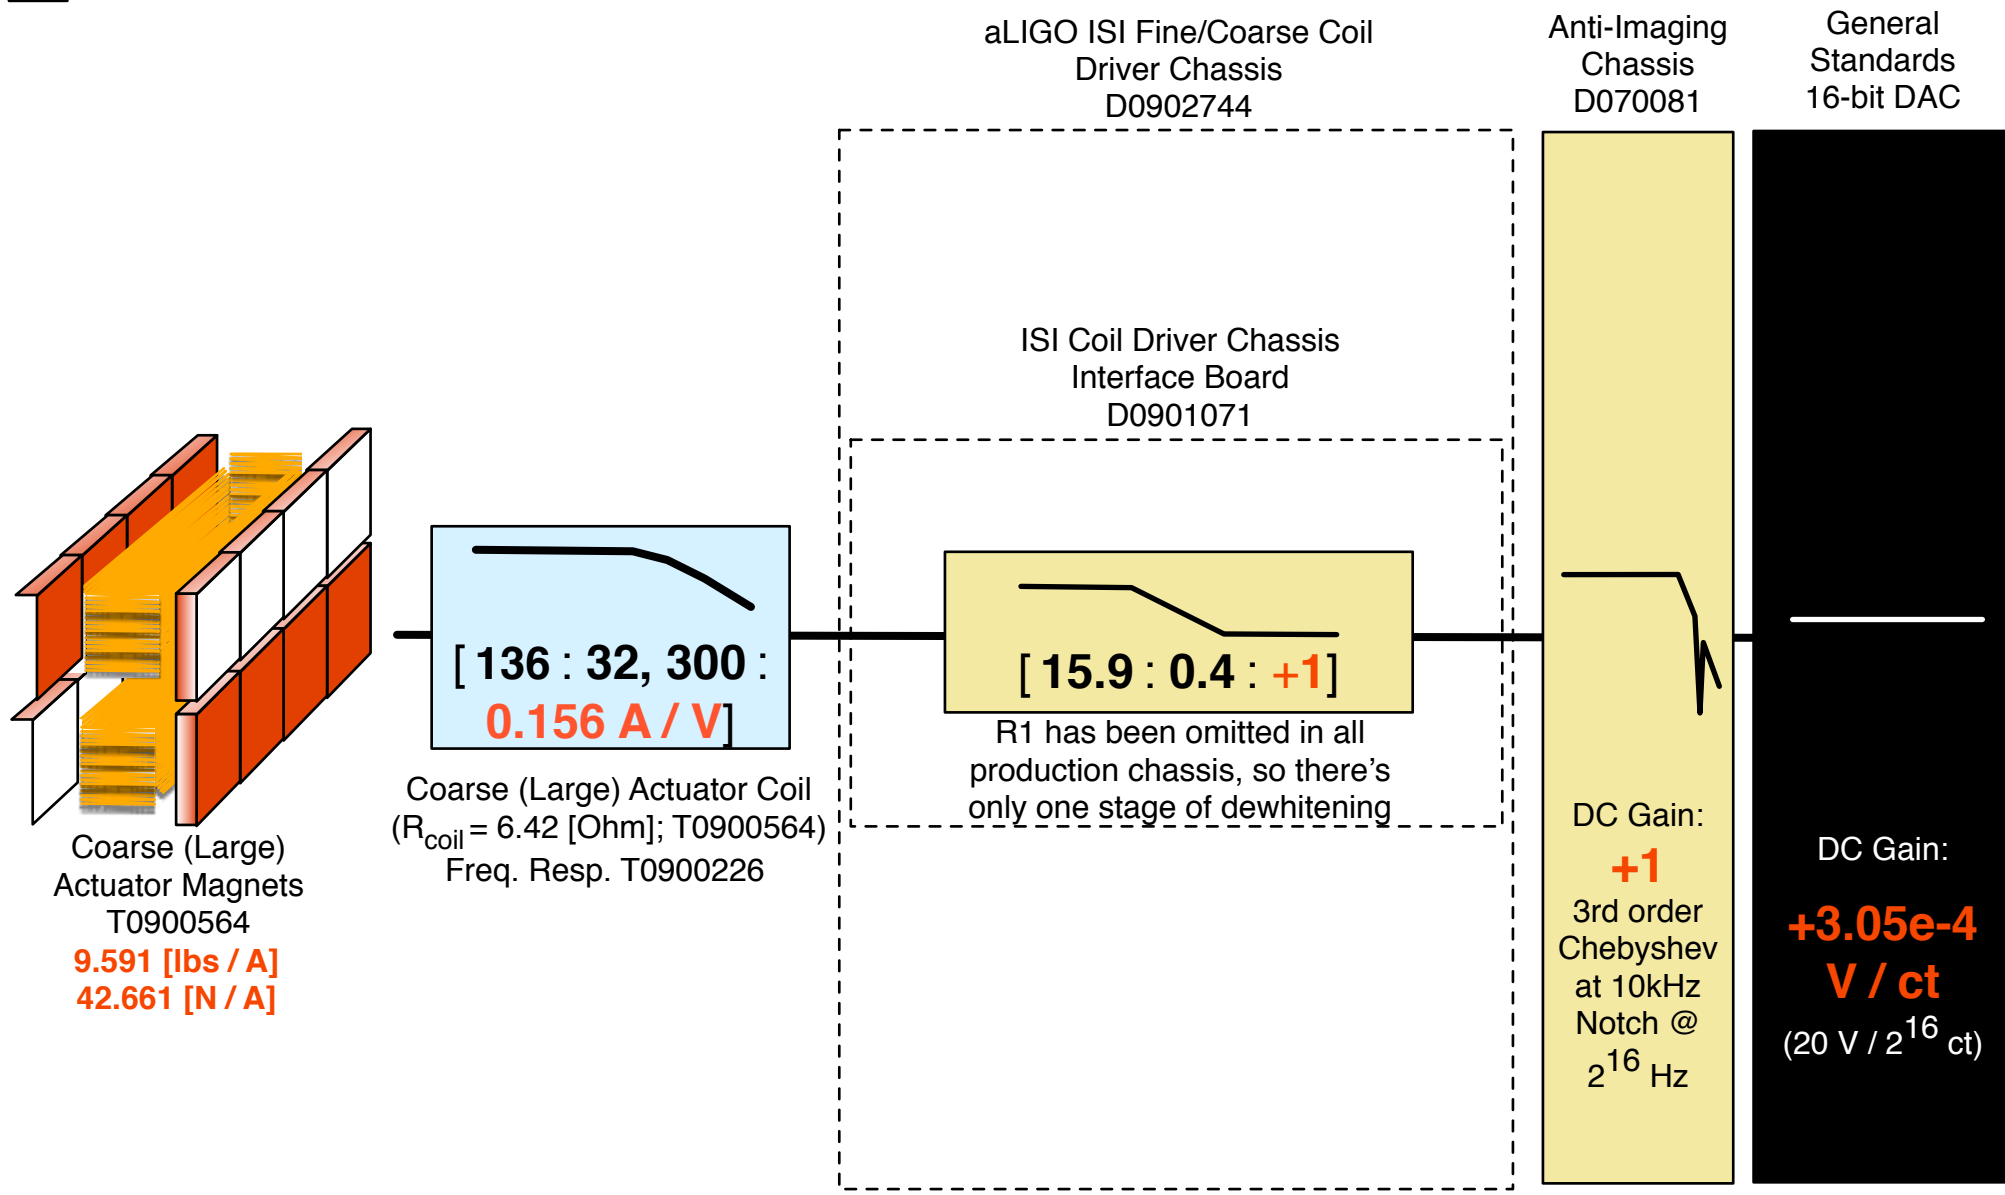 aLIGO ISI Fine/Coarse Coil
Driver Chassis
D0902744
Anti-Imaging
Chassis
D070081
General
Standards
16-bit DAC
ISI Coil Driver Chassis
Interface Board
D0901071
[ 136 : 32, 300 :
0.156 A / V]
[ 15.9 : 0.4 : +1]
R1 has been omitted in all
production chassis, so there's
only one stage of dewhitening
Coarse (Large) Actuator Coil
(Rcoil = 6.42 [Ohm]; T0900564)
Freq. Resp. T0900226
Coarse (Large)
Actuator Magnets
T0900564
9.591 [lbs / A]
42.661 [N / A]
DC Gain:
+1
3rd order
Chebyshev
at 10kHz
Notch @
2^16 Hz
DC Gain:
+3.05e-4
V / ct
(20 V / 2^16 ct)